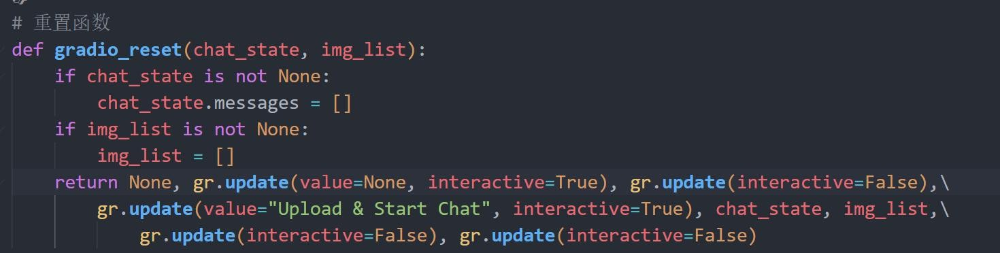 # 重置函数
def gradio_reset(chat_state, img_list):
    if chat_state is not None:
        chat_state.messages = []
    if img_list is not None:
        img_list = []
    return None, gr.update(value=None, interactive=True), gr.update(interactive=False),\
        gr.update(value="Upload & Start Chat", interactive=True), chat_state, img_list,\
            gr.update(interactive=False), gr.update(interactive=False)